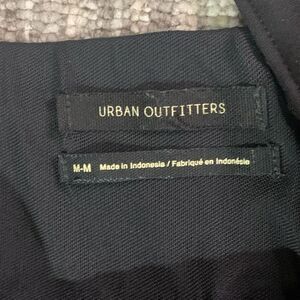 URBAN OUTFITTERS
M-M Made in Indonesia / Fabriqué en Indonésie